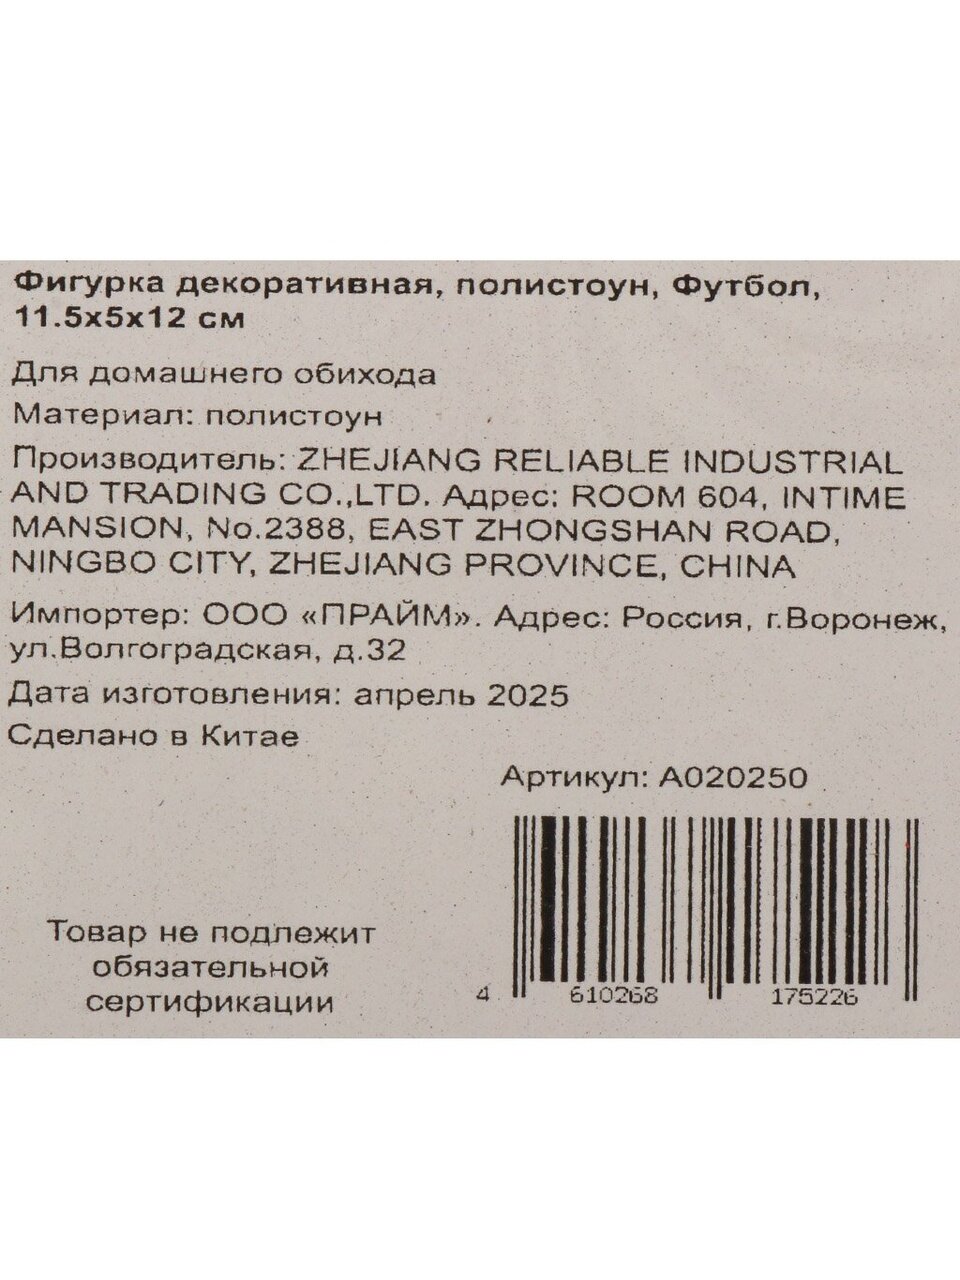 Фигурка декоративная, полистоун, Футбол,
11.5х5х12 см
Для домашнего обихода
Материал: полистоун
Производитель: ZHEJIANG RELIABLE INDUSTRIAL
AND TRADING CO.,LTD. Адрес: ROOM 604, INTIME
MANSION, No.2388, EAST ZHONGSHAN ROAD,
NINGBO CITY, ZHEJIANG PROVINCE, CHINA
Импортер: ООО «ПРАЙМ». Адрес: Россия, г.Воронеж,
ул.Волгоградская, д.32
Дата изготовления: апрель 2025
Сделано в Китае
Артикул: А020250
Товар не подлежит
обязательной
сертификации
4 610268 175226